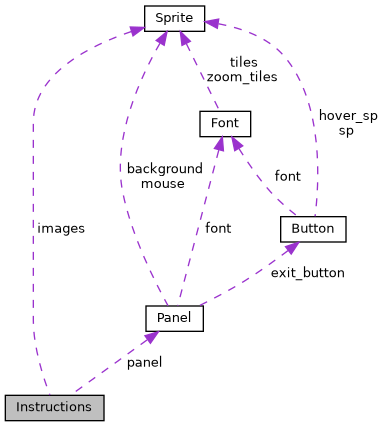 Sprite
tiles
zoom_tiles
hover_sp
sp
Font
background
mouse
font
images
font
Button
exit_button
Panel
panel
Instructions